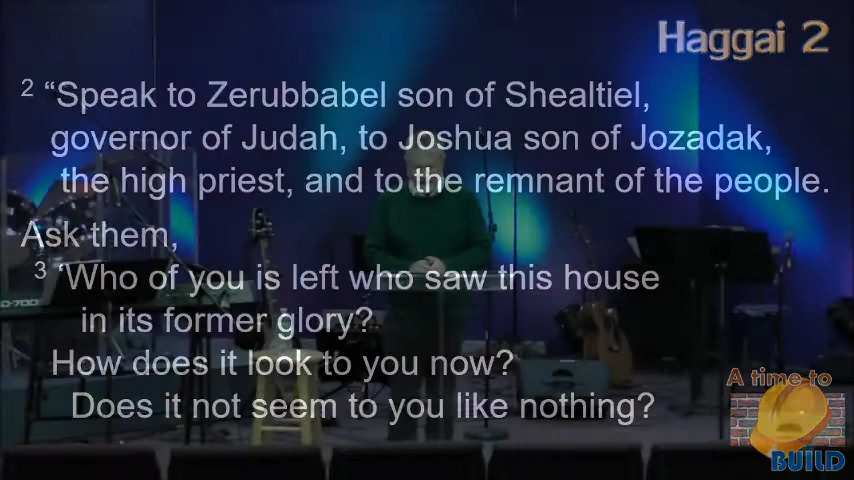 Haggai 2
2 “Speak to Zerubbabel son of Shealtiel,
governor of Judah, to Joshua son of Jozadak,
the high priest, and to the remnant of the people.
Ask them,
3 ‘Who of you is left who saw this house
in its former glory?
How does it look to you now?
Does it not seem to you like nothing?
A time to
BUILD